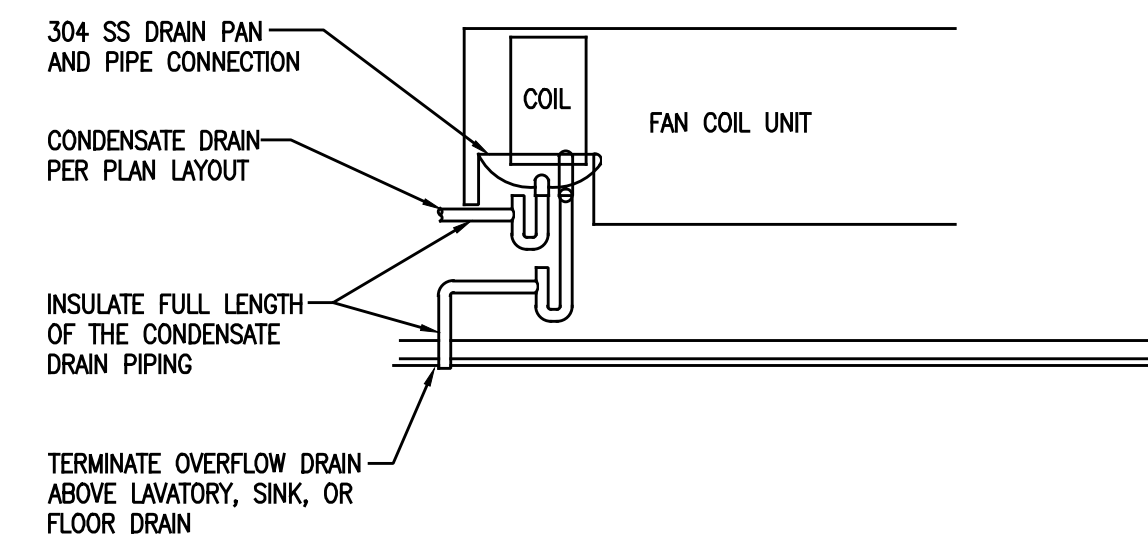 304 SS DRAIN PAN
AND PIPE CONNECTION
COIL
FAN COIL UNIT
CONDENSATE DRAIN
PER PLAN LAYOUT
INSULATE FULL LENGTH
OF THE CONDENSATE
DRAIN PIPING
TERMINATE OVERFLOW DRAIN
ABOVE LAVATORY, SINK, OR
FLOOR DRAIN